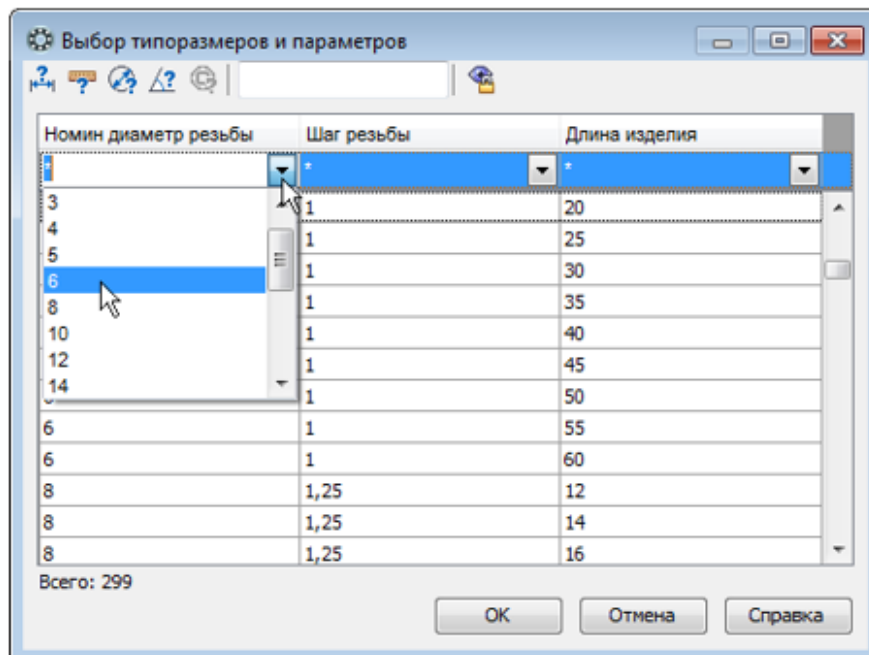 Выбор типоразмеров и параметров
Номин диаметр резьбы Шаг резьбы Длина изделия
* * *
3 1 20
4 1 25
5 1 30
6 1 35
8 1 40
10 1 45
12 1 50
14
6 1 55
6 1 60
8 1,25 12
8 1,25 14
8 1,25 16
Всего: 299
ОК Отмена Справка